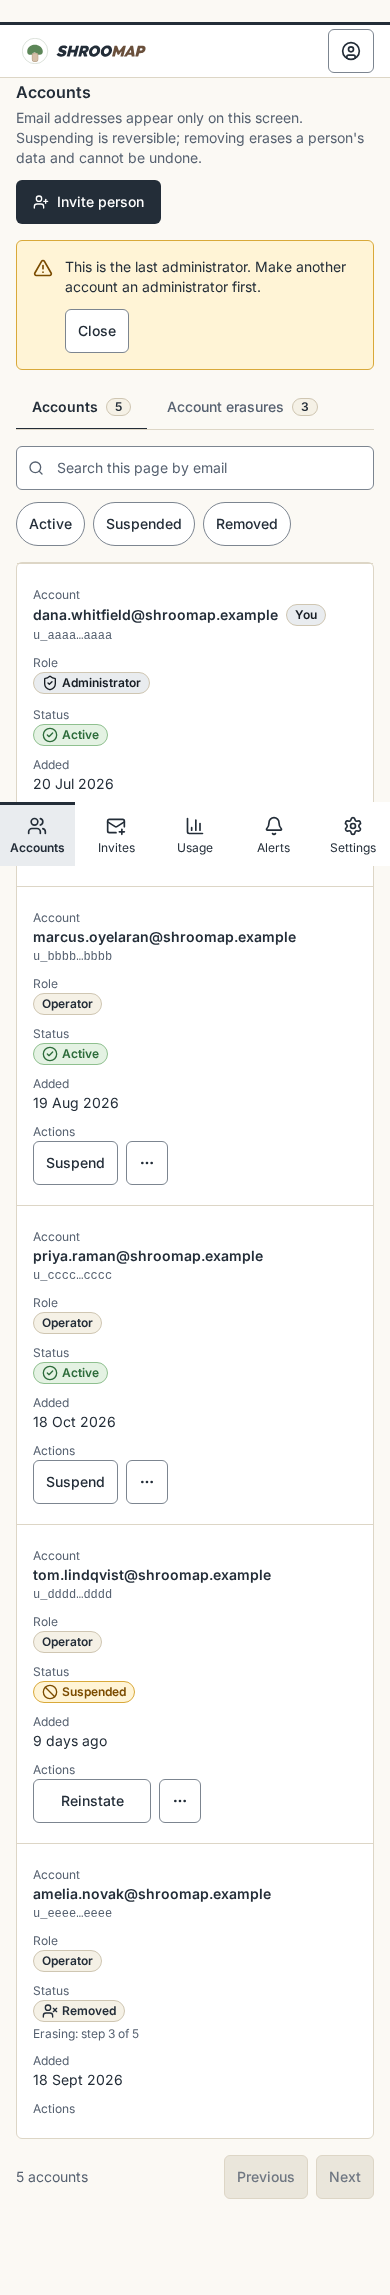 SHROOMAP
Accounts
Email addresses appear only on this screen.
Suspending is reversible; removing erases a person's
data and cannot be undone.
Invite person
This is the last administrator. Make another
account an administrator first.
Close
Accounts 5 Account erasures 3
Search this page by email
Active Suspended Removed
Account
dana.whitfield@shroomap.example You
u_aaaa…aaaa
Role
Administrator
Status
Active
Added
20 Jul 2026
Accounts Invites Usage Alerts Settings
Account
marcus.oyelaran@shroomap.example
u_bbbb…bbbb
Role
Operator
Status
Active
Added
19 Aug 2026
Actions
Suspend ···
Account
priya.raman@shroomap.example
u_cccc…cccc
Role
Operator
Status
Active
Added
18 Oct 2026
Actions
Suspend ···
Account
tom.lindqvist@shroomap.example
u_dddd…dddd
Role
Operator
Status
Suspended
Added
9 days ago
Actions
Reinstate ···
Account
amelia.novak@shroomap.example
u_eeee…eeee
Role
Operator
Status
Removed
Erasing: step 3 of 5
Added
18 Sept 2026
Actions
5 accounts Previous Next